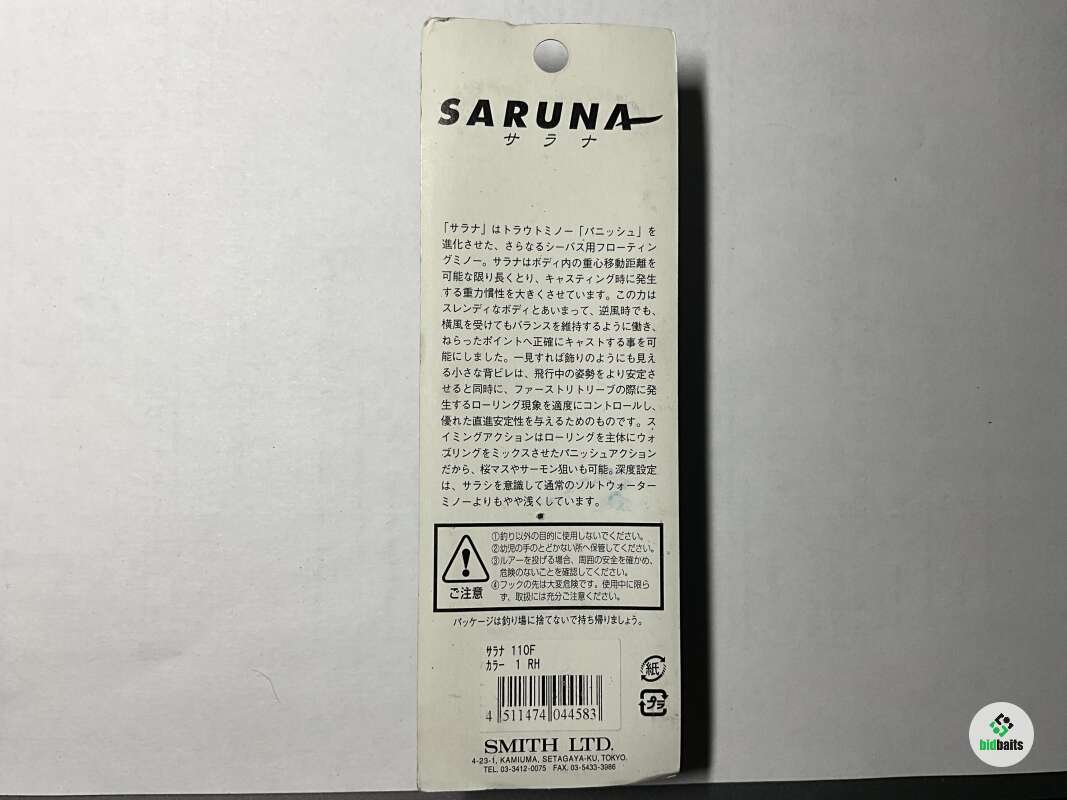 SARUNA
サラナ
「サラナ」はトラウトミノー「パニッシュ」を
進化させた、さらなるシーバス用フローティン
グミノー。サラナはボディ内の重心移動距離を
可能な限り長くとり、キャスティング時に発生
する重力慣性を大きくさせています。この力は
スレンディなボディとあいまって、逆風時でも、
横風を受けてもバランスを維持するように働き、
ねらったポイントへ正確にキャストする事を可
能にしました。一見すれば飾りのようにも見え
る小さな背ビレは、飛行中の姿勢をより安定さ
せると同時に、ファーストリトリーブの際に発
生するローリング現象を適度にコントロールし、
優れた直進安定性を与えるためのものです。ス
イミングアクションはローリングを主体にウォ
ブリングをミックスさせたパニッシュアクション
だから、桜マスやサーモン狙いも可能。深度設定
は、サラシを意識して通常のソルトウォーター
ミノーよりもやや浅くしています。
①釣り以外の目的に使用しないでください。
②幼児の手のとどかない所へ保管してください。
③ルアーを投げる場合、周囲の安全を確かめ、
危険のないことを確認してください。
④フックの先は大変危険です。使用中に限ら
ず、取扱には充分ご注意ください。
ご注意
パッケージは釣り場に捨てないで持ち帰りましょう。
サラナ 110F
カラー 1 RH
紙
プラ
4 511474 044583
SMITH LTD.
4-23-1, KAMIUMA, SETAGAYA-KU, TOKYO.
TEL. 03-3412-0075 FAX. 03-5433-3986
bidbaits